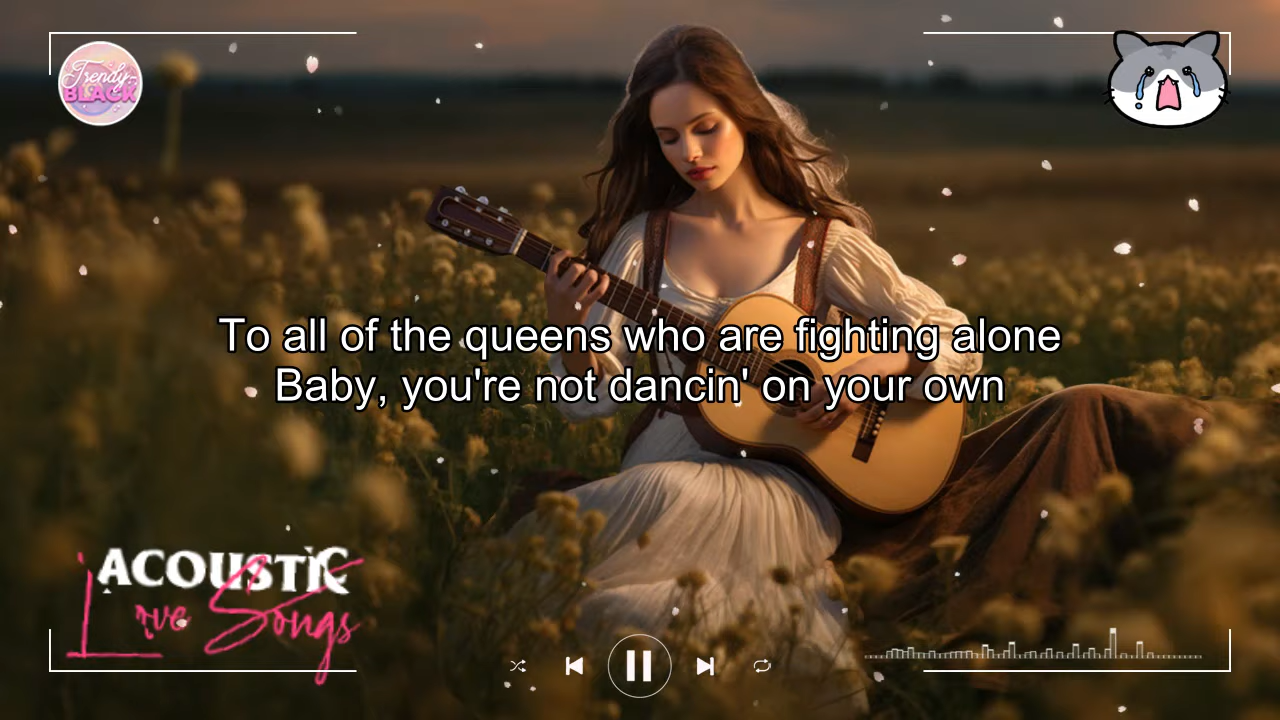 Trendy
BLACK
To all of the queens who are fighting alone
Baby, you're not dancin' on your own
ACOUSTIC
Love Songs